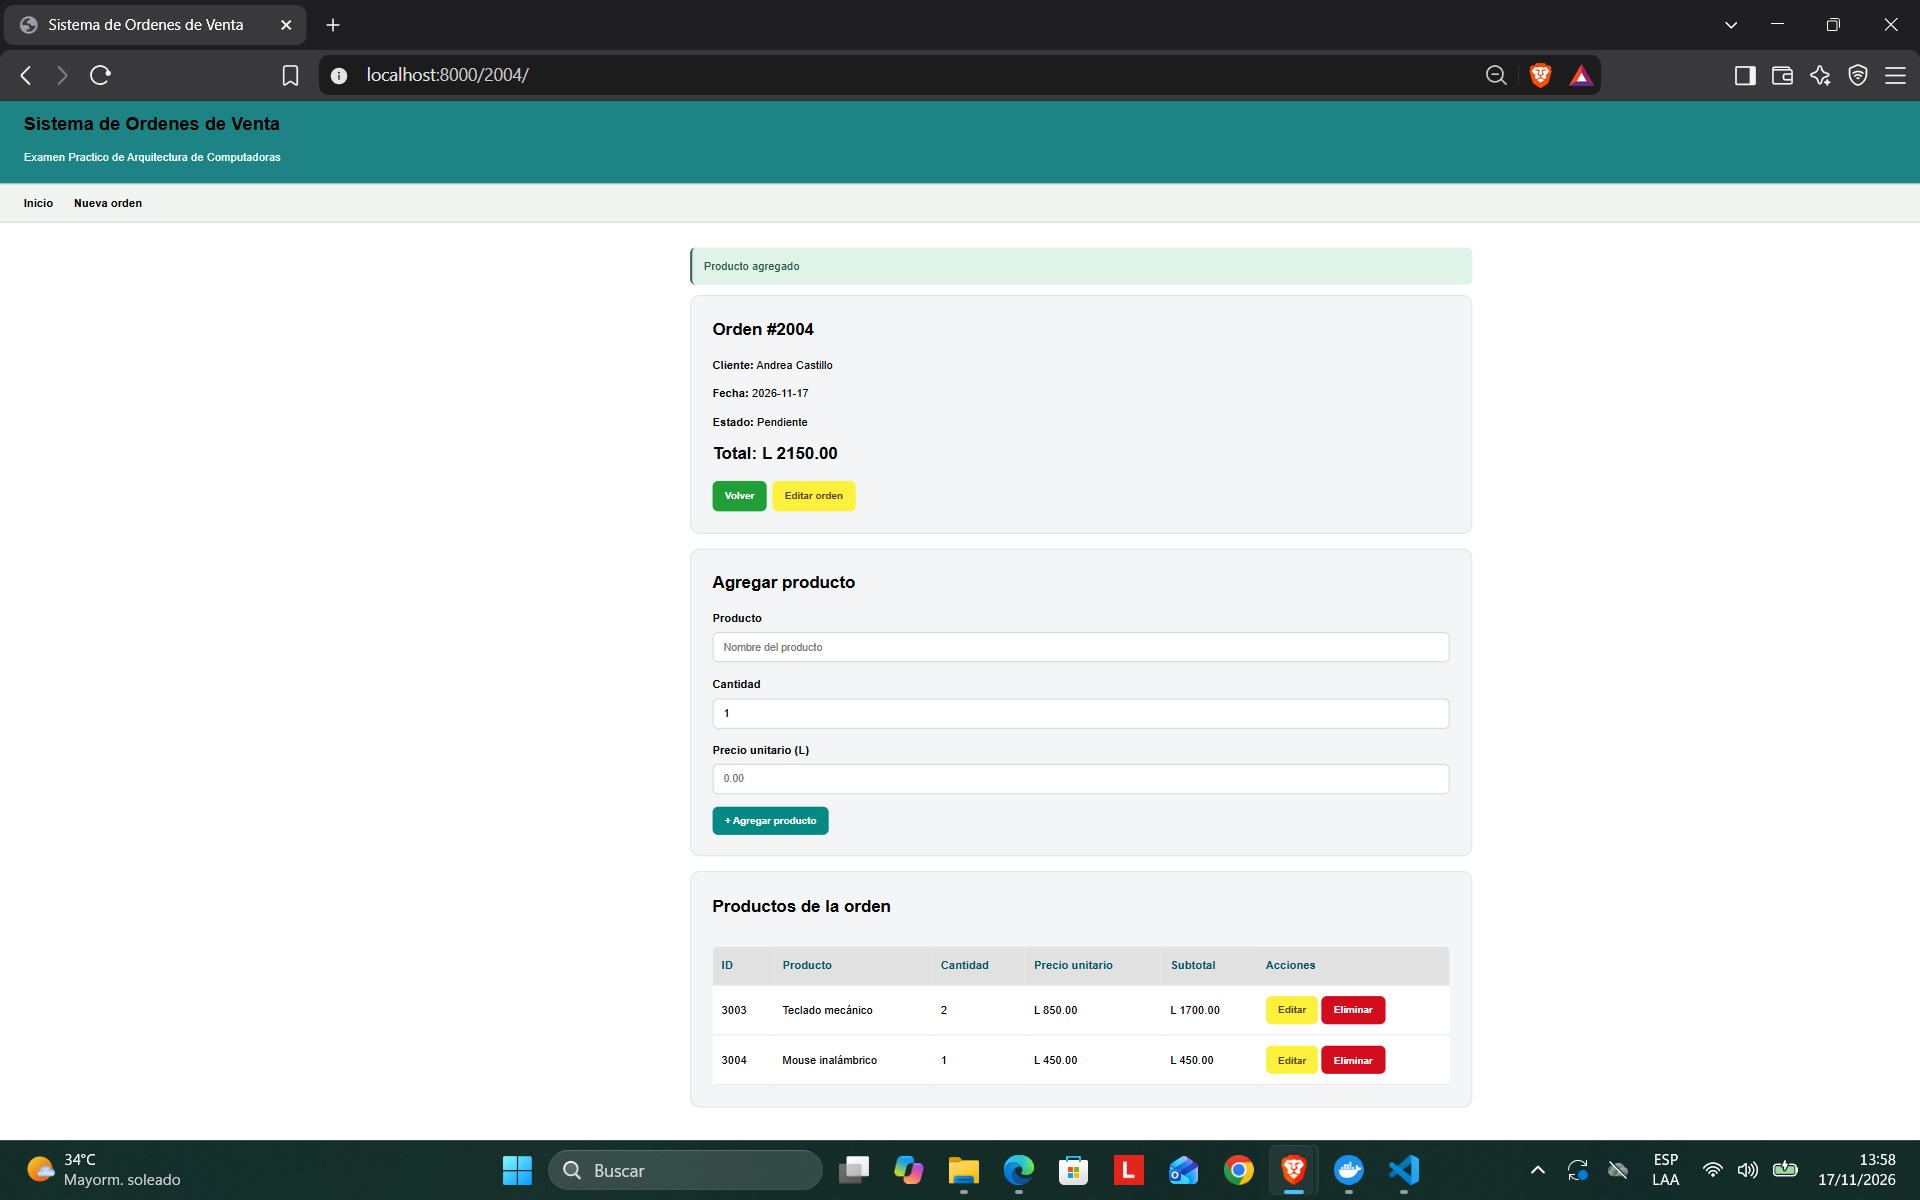 Sistema de Ordenes de Venta
localhost:8000/2004/
Sistema de Ordenes de Venta
Examen Practico de Arquitectura de Computadoras
Inicio Nueva orden
Producto agregado
Orden #2004
Cliente: Andrea Castillo
Fecha: 2026-11-17
Estado: Pendiente
Total: L 2150.00
Volver Editar orden
Agregar producto
Producto
Nombre del producto
Cantidad
1
Precio unitario (L)
0.00
+ Agregar producto
Productos de la orden
ID Producto Cantidad Precio unitario Subtotal Acciones
3003 Teclado mecánico 2 L 850.00 L 1700.00 Editar Eliminar
3004 Mouse inalámbrico 1 L 450.00 L 450.00 Editar Eliminar
34°C
Mayorm. soleado
Buscar
L
ESP
LAA
13:58
17/11/2026